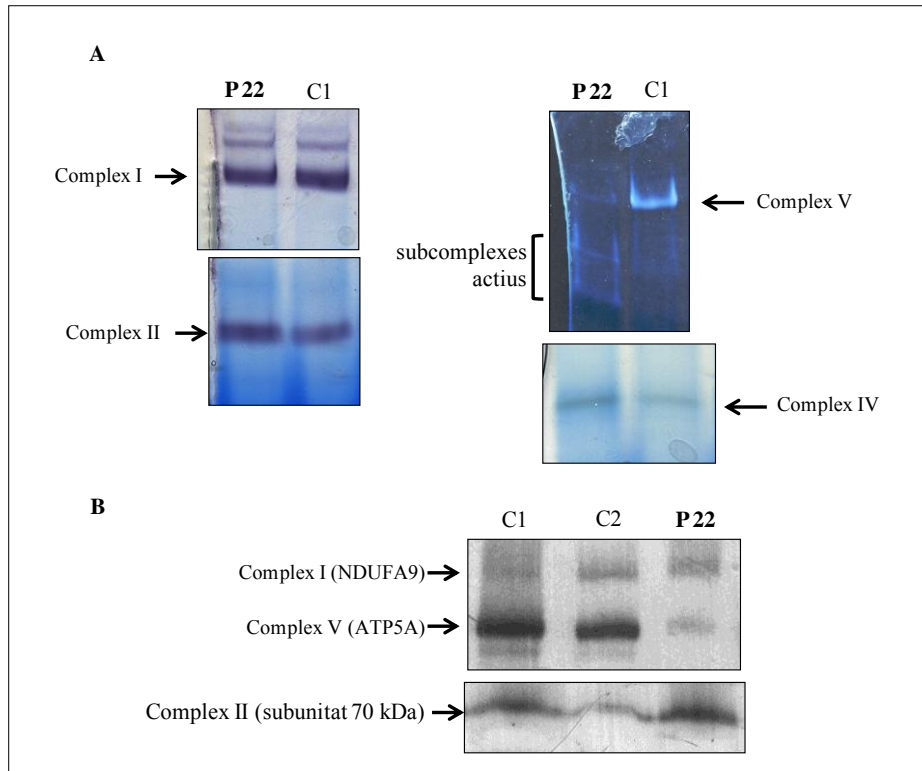 A
P 22 C1
Complex I
Complex II
P 22 C1
Complex V
subcomplexes
actius
Complex IV
B
C1 C2 P 22
Complex I (NDUFA9)
Complex V (ATP5A)
Complex II (subunitat 70 kDa)